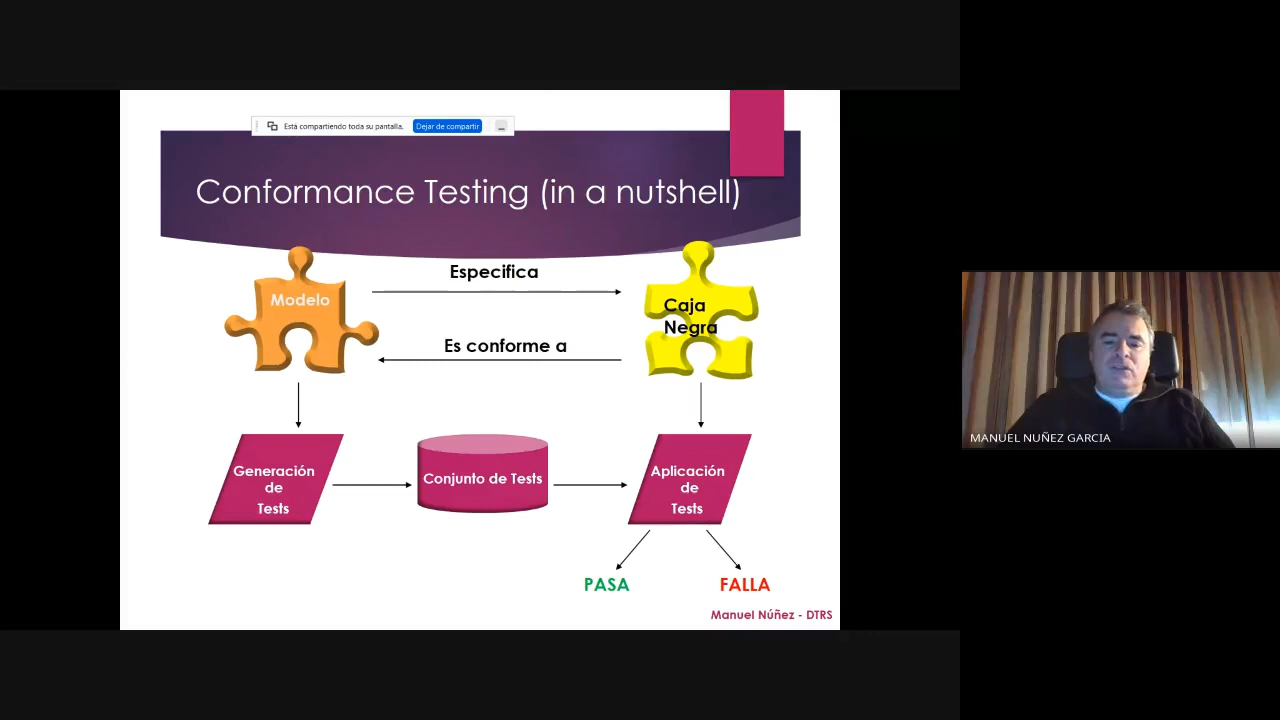 Está compartiendo toda su pantalla.
Dejar de compartir
Conformance Testing (in a nutshell)
Modelo
Especifica
Caja
Negra
Es conforme a
Generación
de
Tests
Conjunto de Tests
Aplicación
de
Tests
PASA
FALLA
Manuel Núñez - DTRS
MANUEL NUÑEZ GARCIA